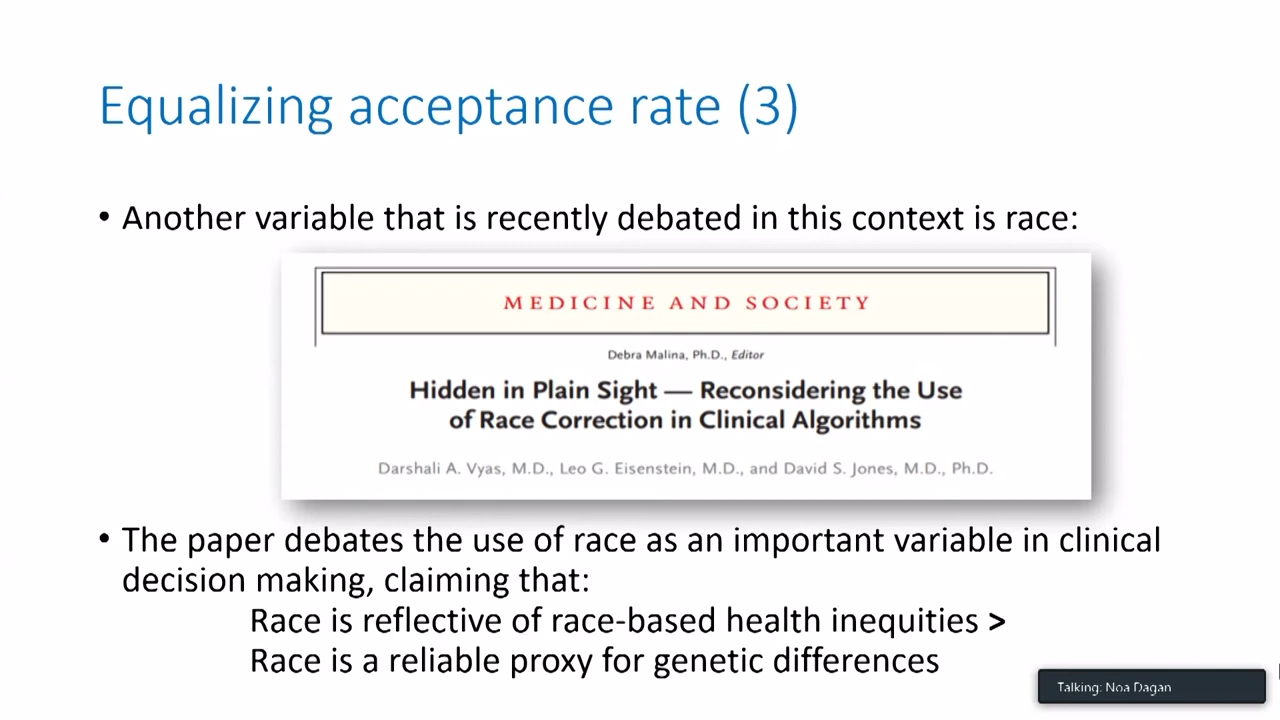 Equalizing acceptance rate (3)
• Another variable that is recently debated in this context is race:
MEDICINE AND SOCIETY
Debra Malina, Ph.D., Editor
Hidden in Plain Sight — Reconsidering the Use
of Race Correction in Clinical Algorithms
Darshali A. Vyas, M.D., Leo G. Eisenstein, M.D., and David S. Jones, M.D., Ph.D.
• The paper debates the use of race as an important variable in clinical
decision making, claiming that:
Race is reflective of race-based health inequities >
Race is a reliable proxy for genetic differences
Talking: Noa Dagan